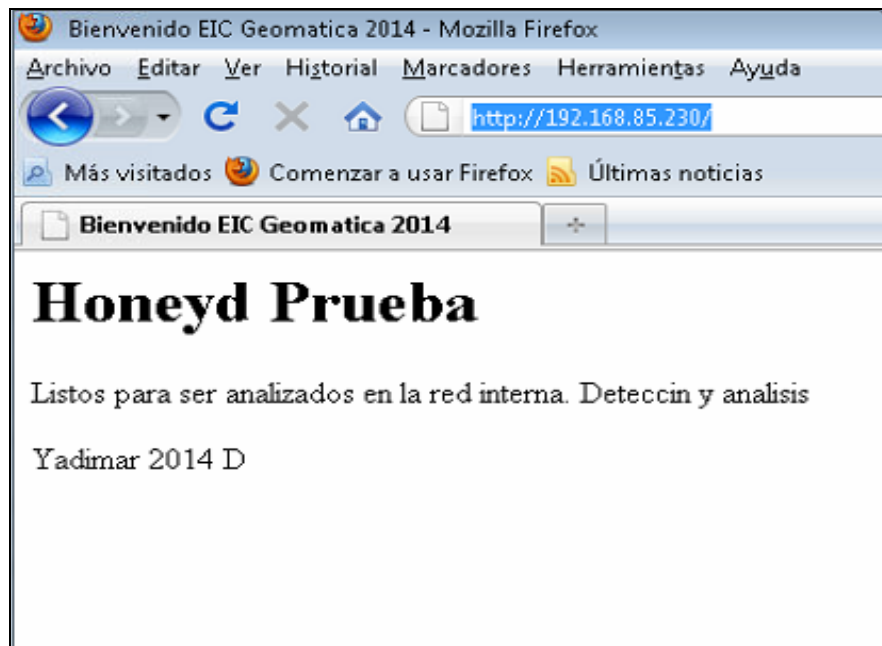 Bienvenido EIC Geomatica 2014 - Mozilla Firefox
Archivo Editar Ver Historial Marcadores Herramientas Ayuda
http://192.168.85.230/
Más visitados Comenzar a usar Firefox Últimas noticias
Bienvenido EIC Geomatica 2014
Honeyd Prueba
Listos para ser analizados en la red interna. Deteccin y analisis
Yadimar 2014 D